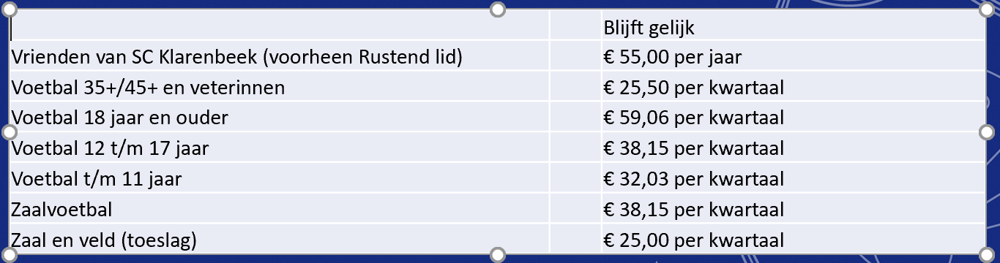 Blijft gelijk
Vrienden van SC Klarenbeek (voorheen Rustend lid) € 55,00 per jaar
Voetbal 35+/45+ en veterinnen € 25,50 per kwartaal
Voetbal 18 jaar en ouder € 59,06 per kwartaal
Voetbal 12 t/m 17 jaar € 38,15 per kwartaal
Voetbal t/m 11 jaar € 32,03 per kwartaal
Zaalvoetbal € 38,15 per kwartaal
Zaal en veld (toeslag) € 25,00 per kwartaal